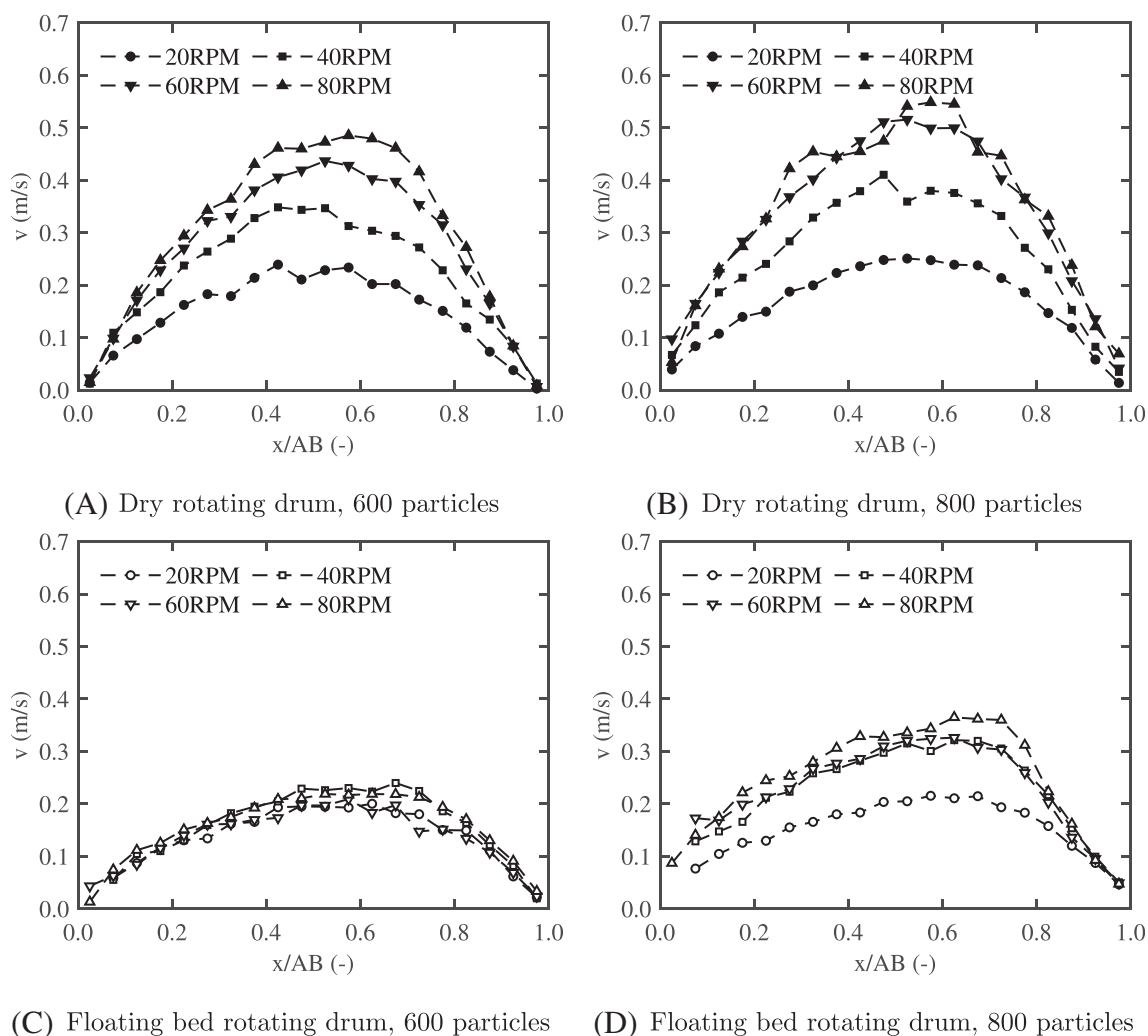 0.7
0.6
0.5
0.4
0.3
0.2
0.1
0.0
v (m/s)
20RPM 40RPM
60RPM 80RPM
0.0 0.2 0.4 0.6 0.8 1.0
x/AB (-)
(A) Dry rotating drum, 600 particles
0.7
0.6
0.5
0.4
0.3
0.2
0.1
0.0
v (m/s)
20RPM 40RPM
60RPM 80RPM
0.0 0.2 0.4 0.6 0.8 1.0
x/AB (-)
(B) Dry rotating drum, 800 particles
0.7
0.6
0.5
0.4
0.3
0.2
0.1
0.0
v (m/s)
20RPM 40RPM
60RPM 80RPM
0.0 0.2 0.4 0.6 0.8 1.0
x/AB (-)
(C) Floating bed rotating drum, 600 particles
0.7
0.6
0.5
0.4
0.3
0.2
0.1
0.0
v (m/s)
20RPM 40RPM
60RPM 80RPM
0.0 0.2 0.4 0.6 0.8 1.0
x/AB (-)
(D) Floating bed rotating drum, 800 particles